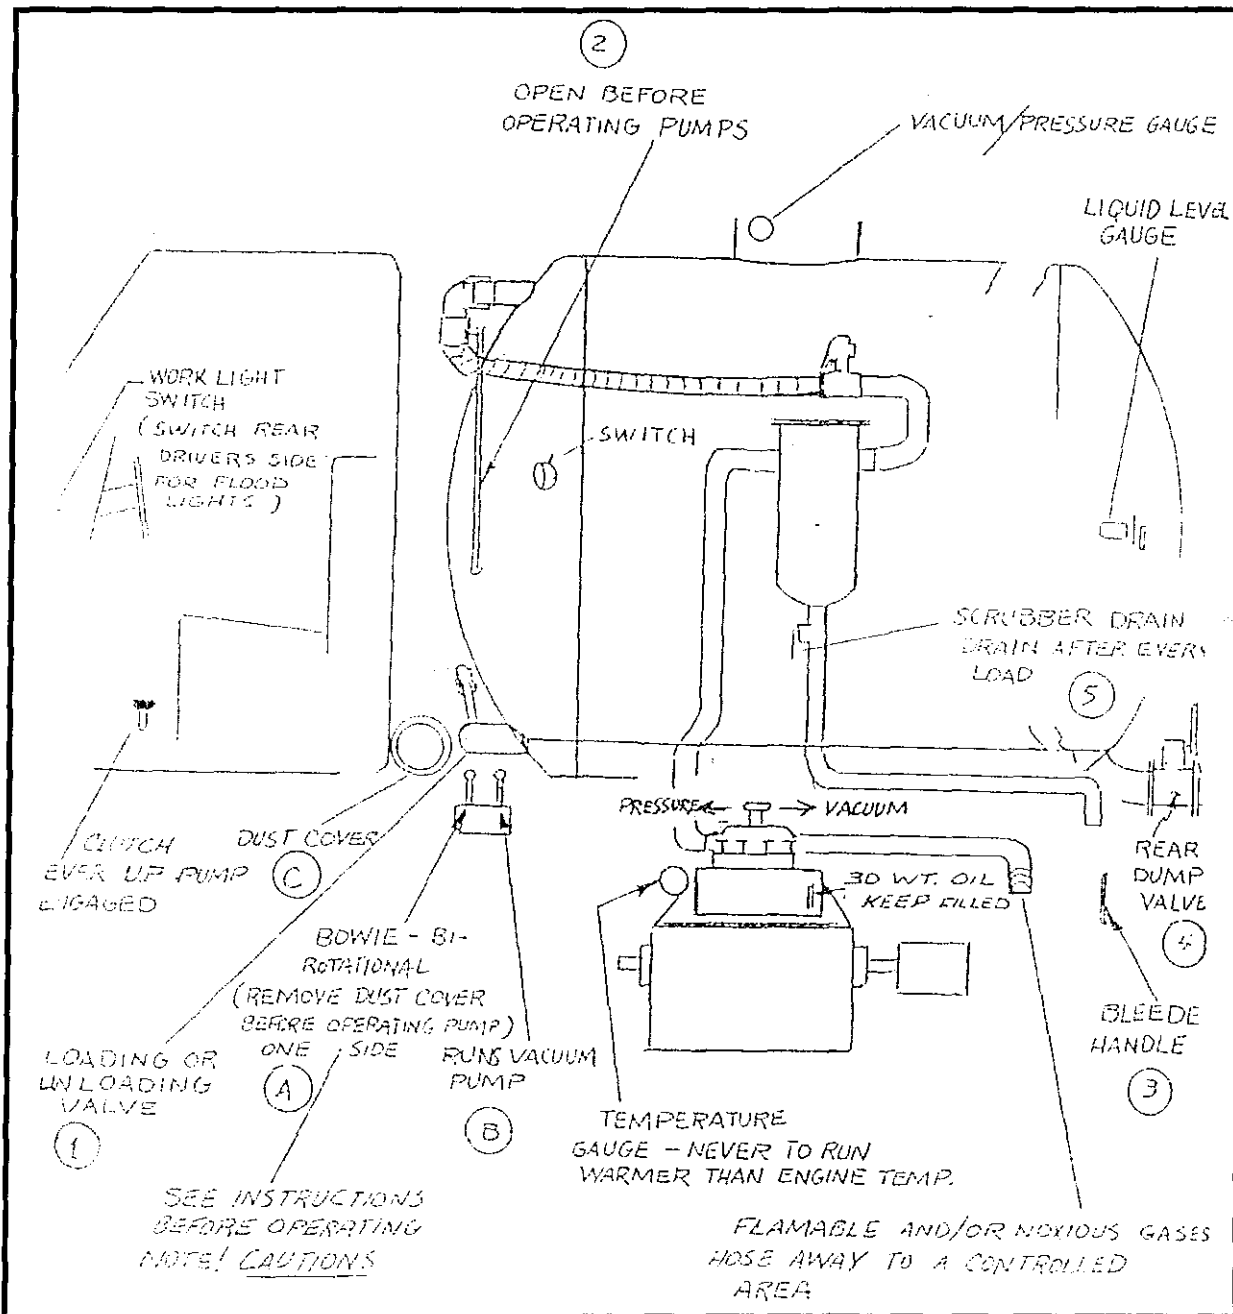 2
OPEN BEFORE
OPERATING PUMPS
VACUUM/PRESSURE GAUGE
LIQUID LEVEL
GAUGE
WORK LIGHT
SWITCH
(SWITCH REAR
DRIVERS SIDE
FOR FLOOD
LIGHTS)
SWITCH
SCRUBBER DRAIN
DRAIN AFTER EVERY
LOAD
5
PRESSURE
VACUUM
CLUTCH
EVER UP PUMP
ENGAGED
DUST COVER
C
30 WT. OIL
KEEP FILLED
REAR
DUMP
VALVE
4
BOWIE - BI-
ROTATIONAL
(REMOVE DUST COVER
BEFORE OPERATING PUMP)
ONE SIDE
A
RUNS VACUUM
PUMP
B
LOADING OR
UNLOADING
VALVE
1
BLEEDE
HANDLE
3
TEMPERATURE
GAUGE - NEVER TO RUN
WARMER THAN ENGINE TEMP.
SEE INSTRUCTIONS
BEFORE OPERATING
NOTE! CAUTIONS
FLAMABLE AND/OR NOXIOUS GASES
HOSE AWAY TO A CONTROLLED
AREA